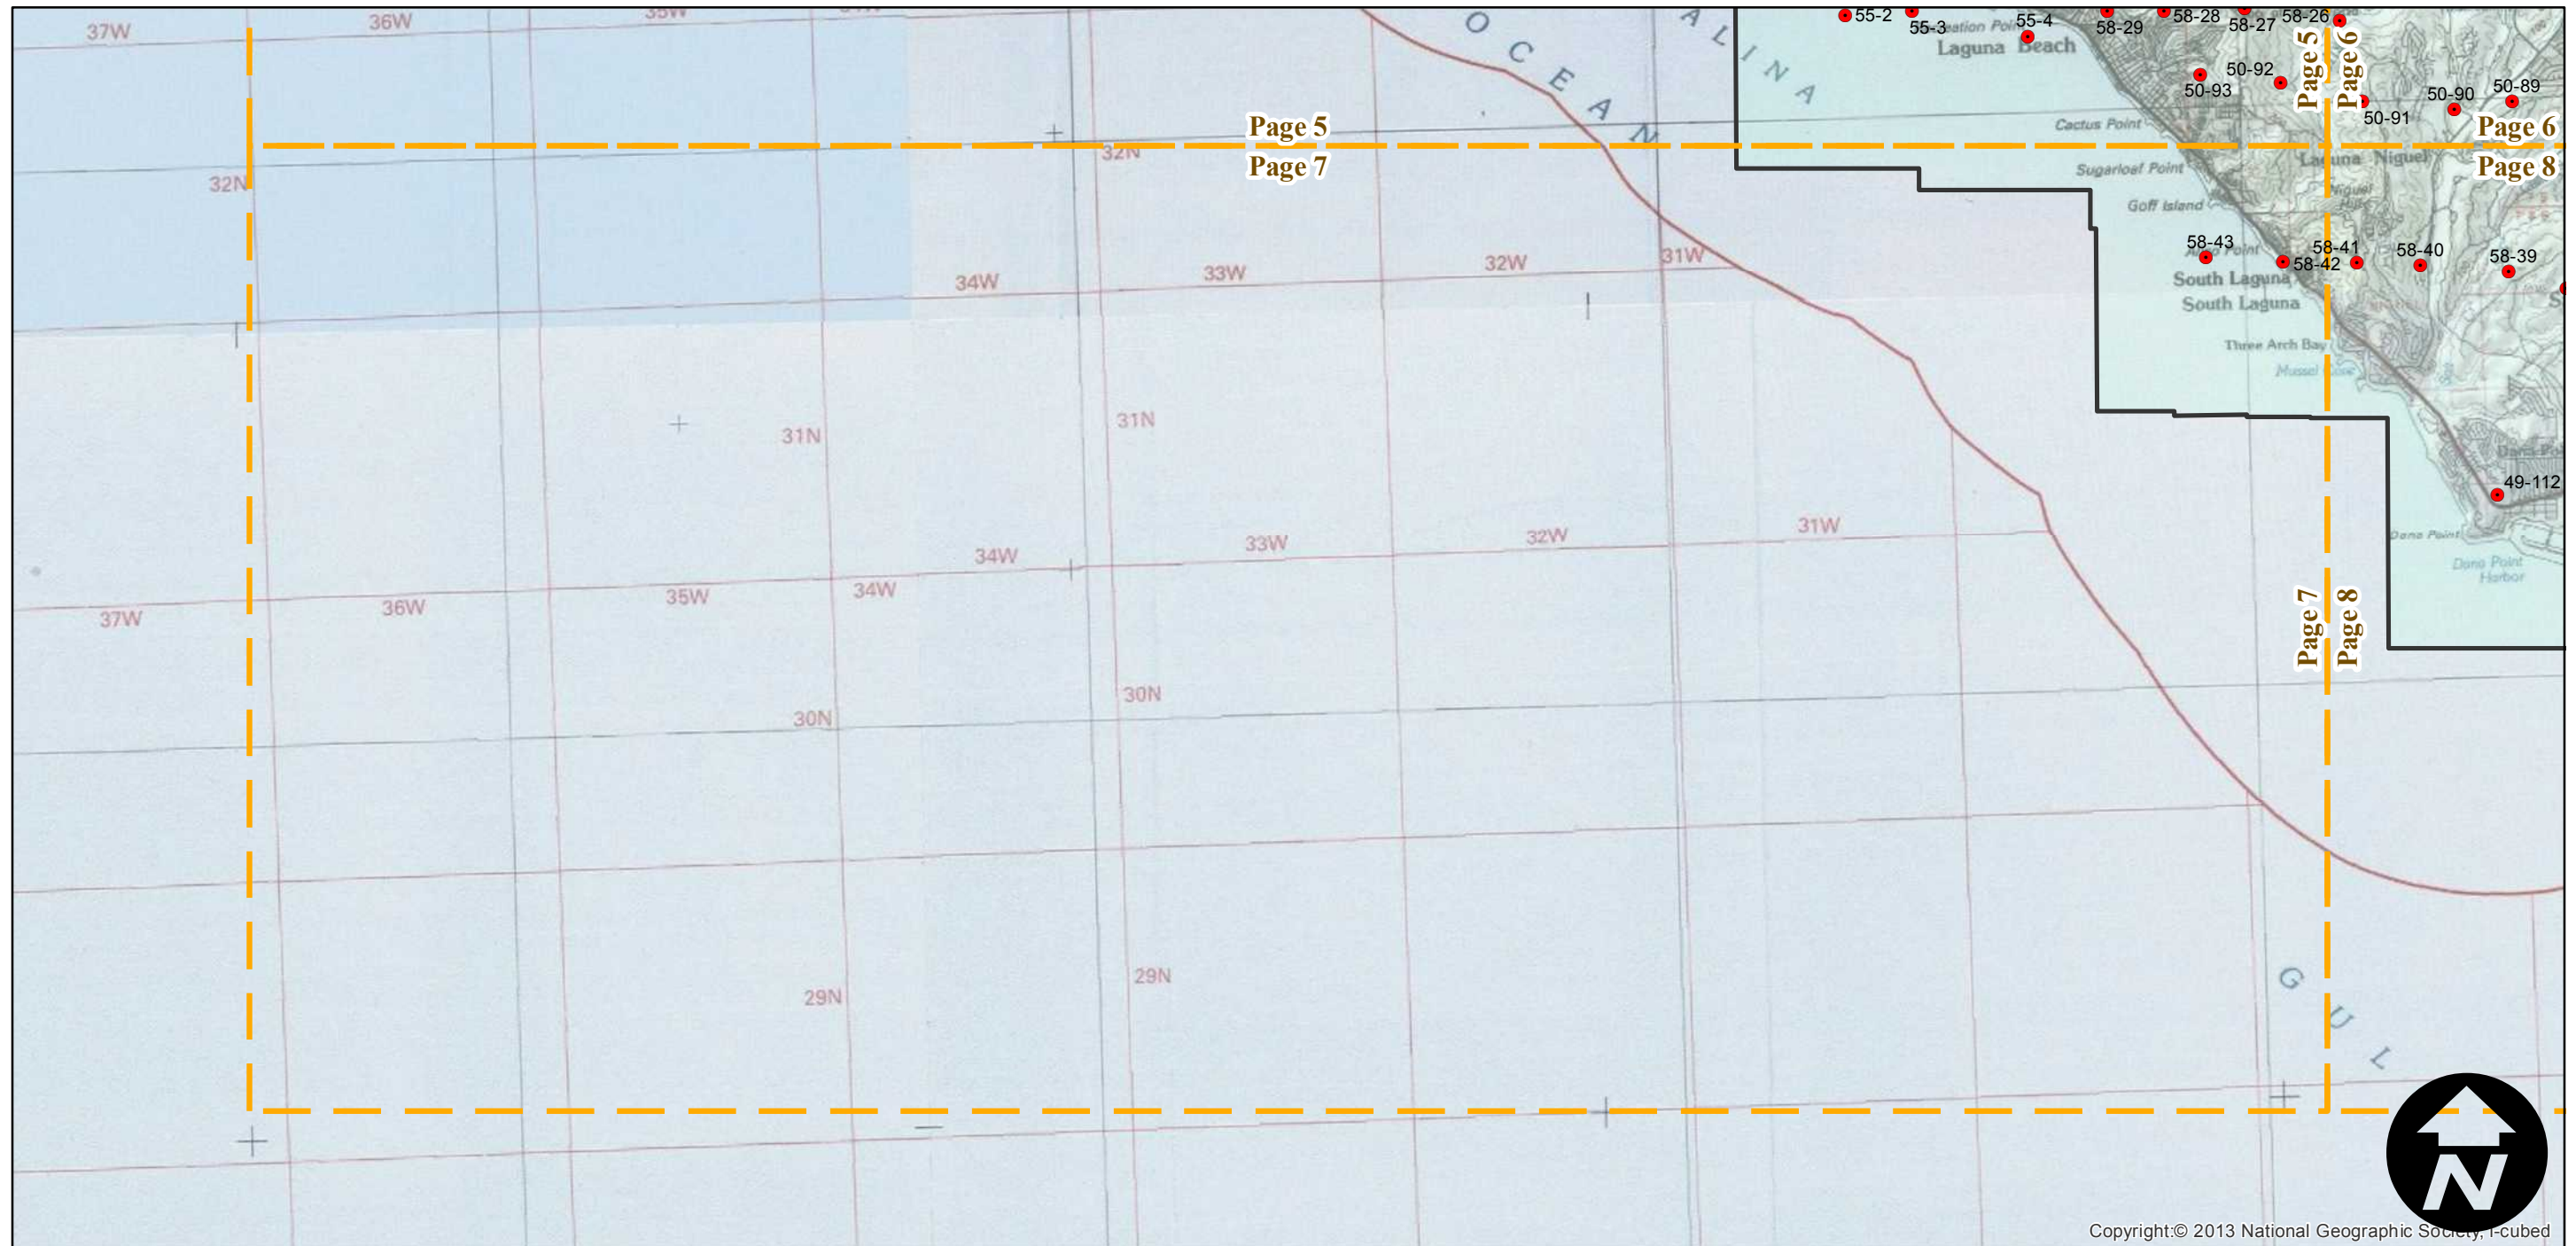 37W
36W
35W
O C E A N
A L I N A
55-2
55-3
55-4
58-29
58-28
58-27
58-26
Laguna Beach
50-93
50-92
50-91
50-90
50-89
Page 5
Page 6
Cactus Point
Page 5
Page 6
Page 7
Page 8
32N
32N
Laguna Niguel
Sugarloaf Point
Niguel
Goff Island
58-43
58-42
58-41
58-40
58-39
South Laguna
South Laguna
34W
33W
32W
31W
Three Arch Bay
31N
31N
49-112
Dana Point
Dana Point
Harbor
34W
33W
32W
31W
37W
36W
35W
34W
Page 7
Page 8
30N
30N
29N
29N
G U L
N
Copyright:© 2013 National Geographic Society, i-cubed